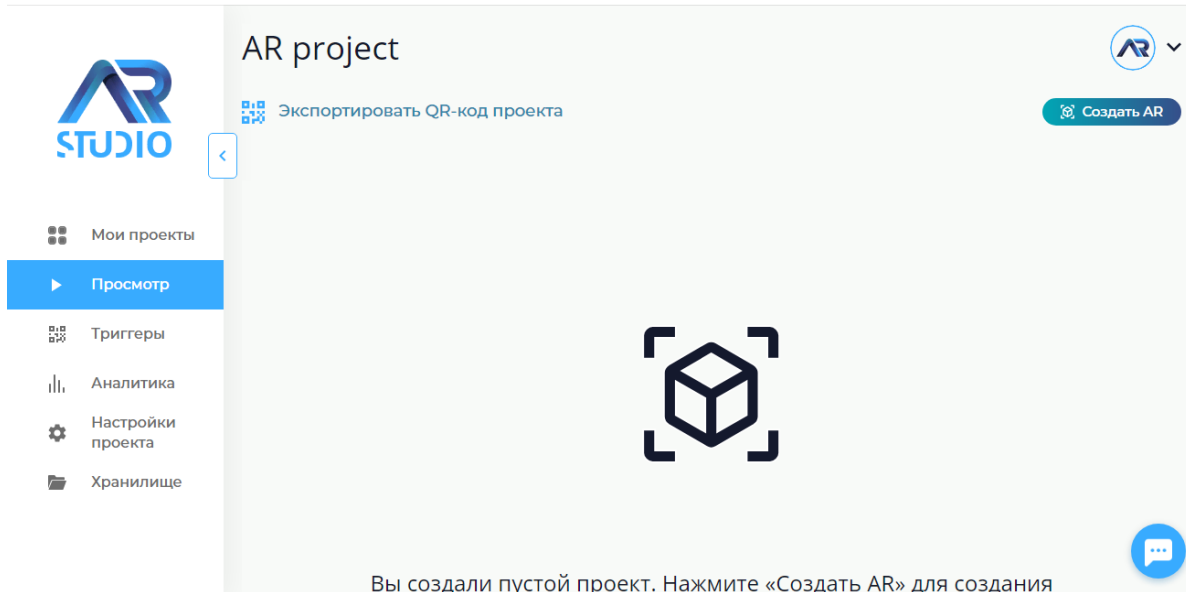 AR
STUDIO
AR project
AR
Экспортировать QR-код проекта
Создать AR
Мои проекты
Просмотр
Триггеры
Аналитика
Настройки
проекта
Хранилище
Вы создали пустой проект. Нажмите «Создать AR» для создания